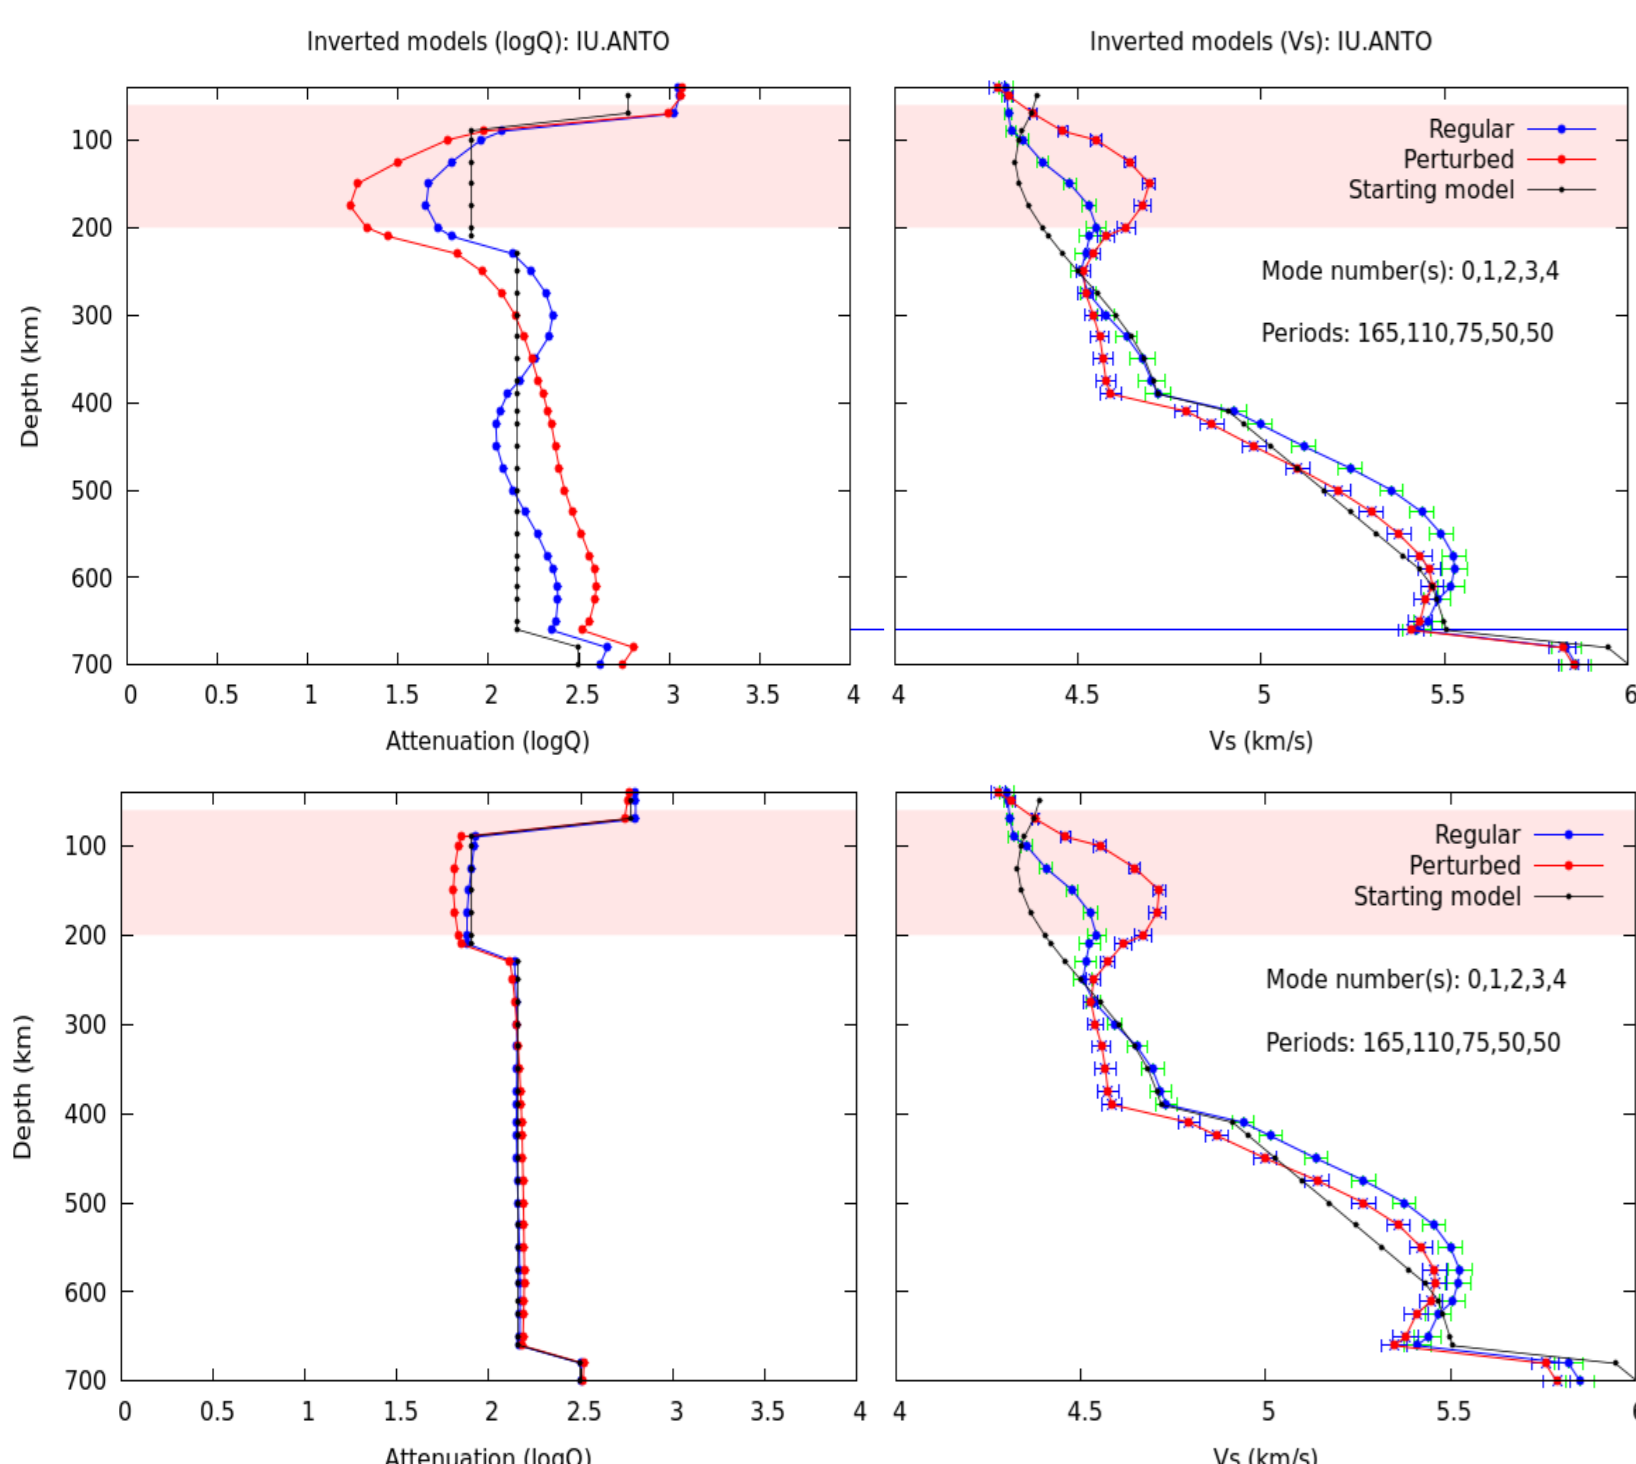 Inverted models (logQ): IU.ANTO
Inverted models (Vs): IU.ANTO
Depth (km)
100
200
300
400
500
600
700
0 0.5 1 1.5 2 2.5 3 3.5 4
Attenuation (logQ)
Regular
Perturbed
Starting model
Mode number(s): 0,1,2,3,4
Periods: 165,110,75,50,50
4 4.5 5 5.5 6
Vs (km/s)
Depth (km)
100
200
300
400
500
600
700
0 0.5 1 1.5 2 2.5 3 3.5 4
Attenuation (logQ)
Regular
Perturbed
Starting model
Mode number(s): 0,1,2,3,4
Periods: 165,110,75,50,50
4 4.5 5 5.5
Vs (km/s)